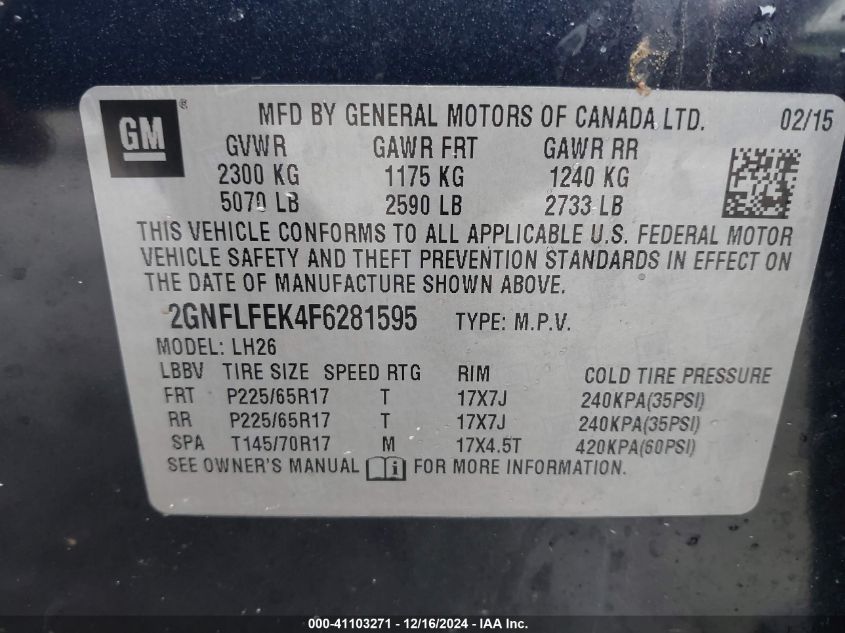 GM ® MFD BY GENERAL MOTORS OF CANADA LTD. 02/15
GVWR GAWR FRT GAWR RR
2300 KG 1175 KG 1240 KG
5070 LB 2590 LB 2733 LB
THIS VEHICLE CONFORMS TO ALL APPLICABLE U.S. FEDERAL MOTOR
VEHICLE SAFETY AND THEFT PREVENTION STANDARDS IN EFFECT ON
THE DATE OF MANUFACTURE SHOWN ABOVE.
2GNFLFEK4F6281595 TYPE: M.P.V.
MODEL: LH26
LBBV TIRE SIZE SPEED RTG RIM COLD TIRE PRESSURE
FRT P225/65R17 T 17X7J 240KPA(35PSI)
RR P225/65R17 T 17X7J 240KPA(35PSI)
SPA T145/70R17 M 17X4.5T 420KPA(60PSI)
SEE OWNER'S MANUAL i FOR MORE INFORMATION.
000-41103271 - 12/16/2024 - IAA Inc.